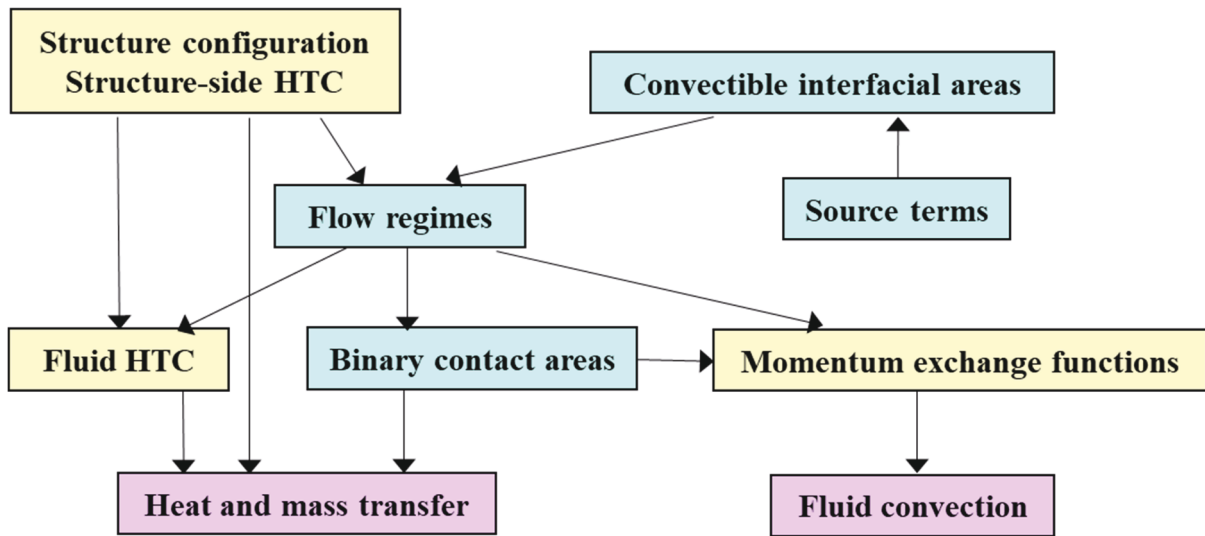 Structure configuration
Structure-side HTC
Convectible interfacial areas
Flow regimes
Source terms
Fluid HTC
Binary contact areas
Momentum exchange functions
Heat and mass transfer
Fluid convection